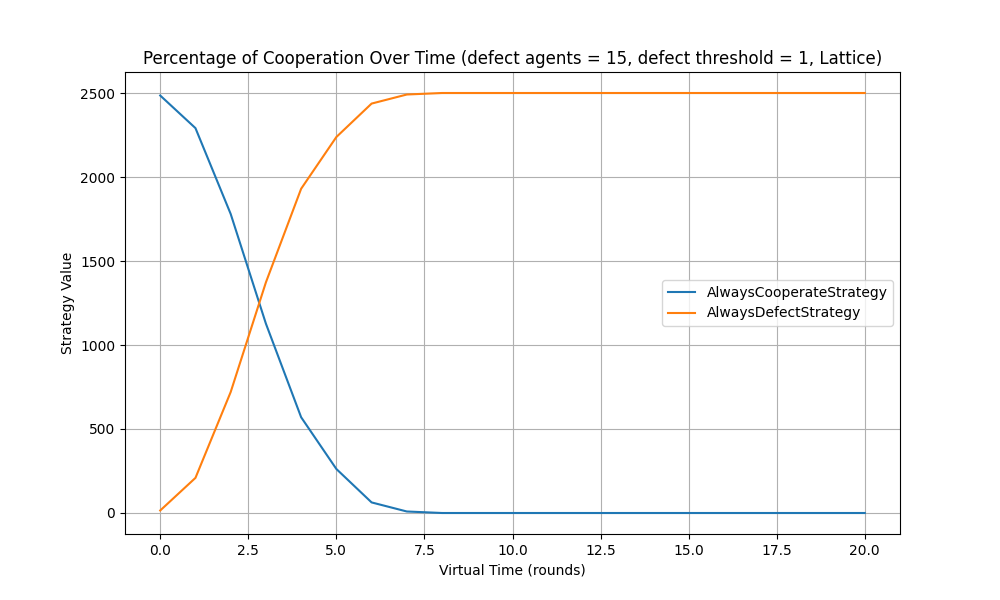 Percentage of Cooperation Over Time (defect agents = 15, defect threshold = 1, Lattice)
2500
2000
1500
1000
500
0
Strategy Value
AlwaysCooperateStrategy
AlwaysDefectStrategy
0.0 2.5 5.0 7.5 10.0 12.5 15.0 17.5 20.0
Virtual Time (rounds)